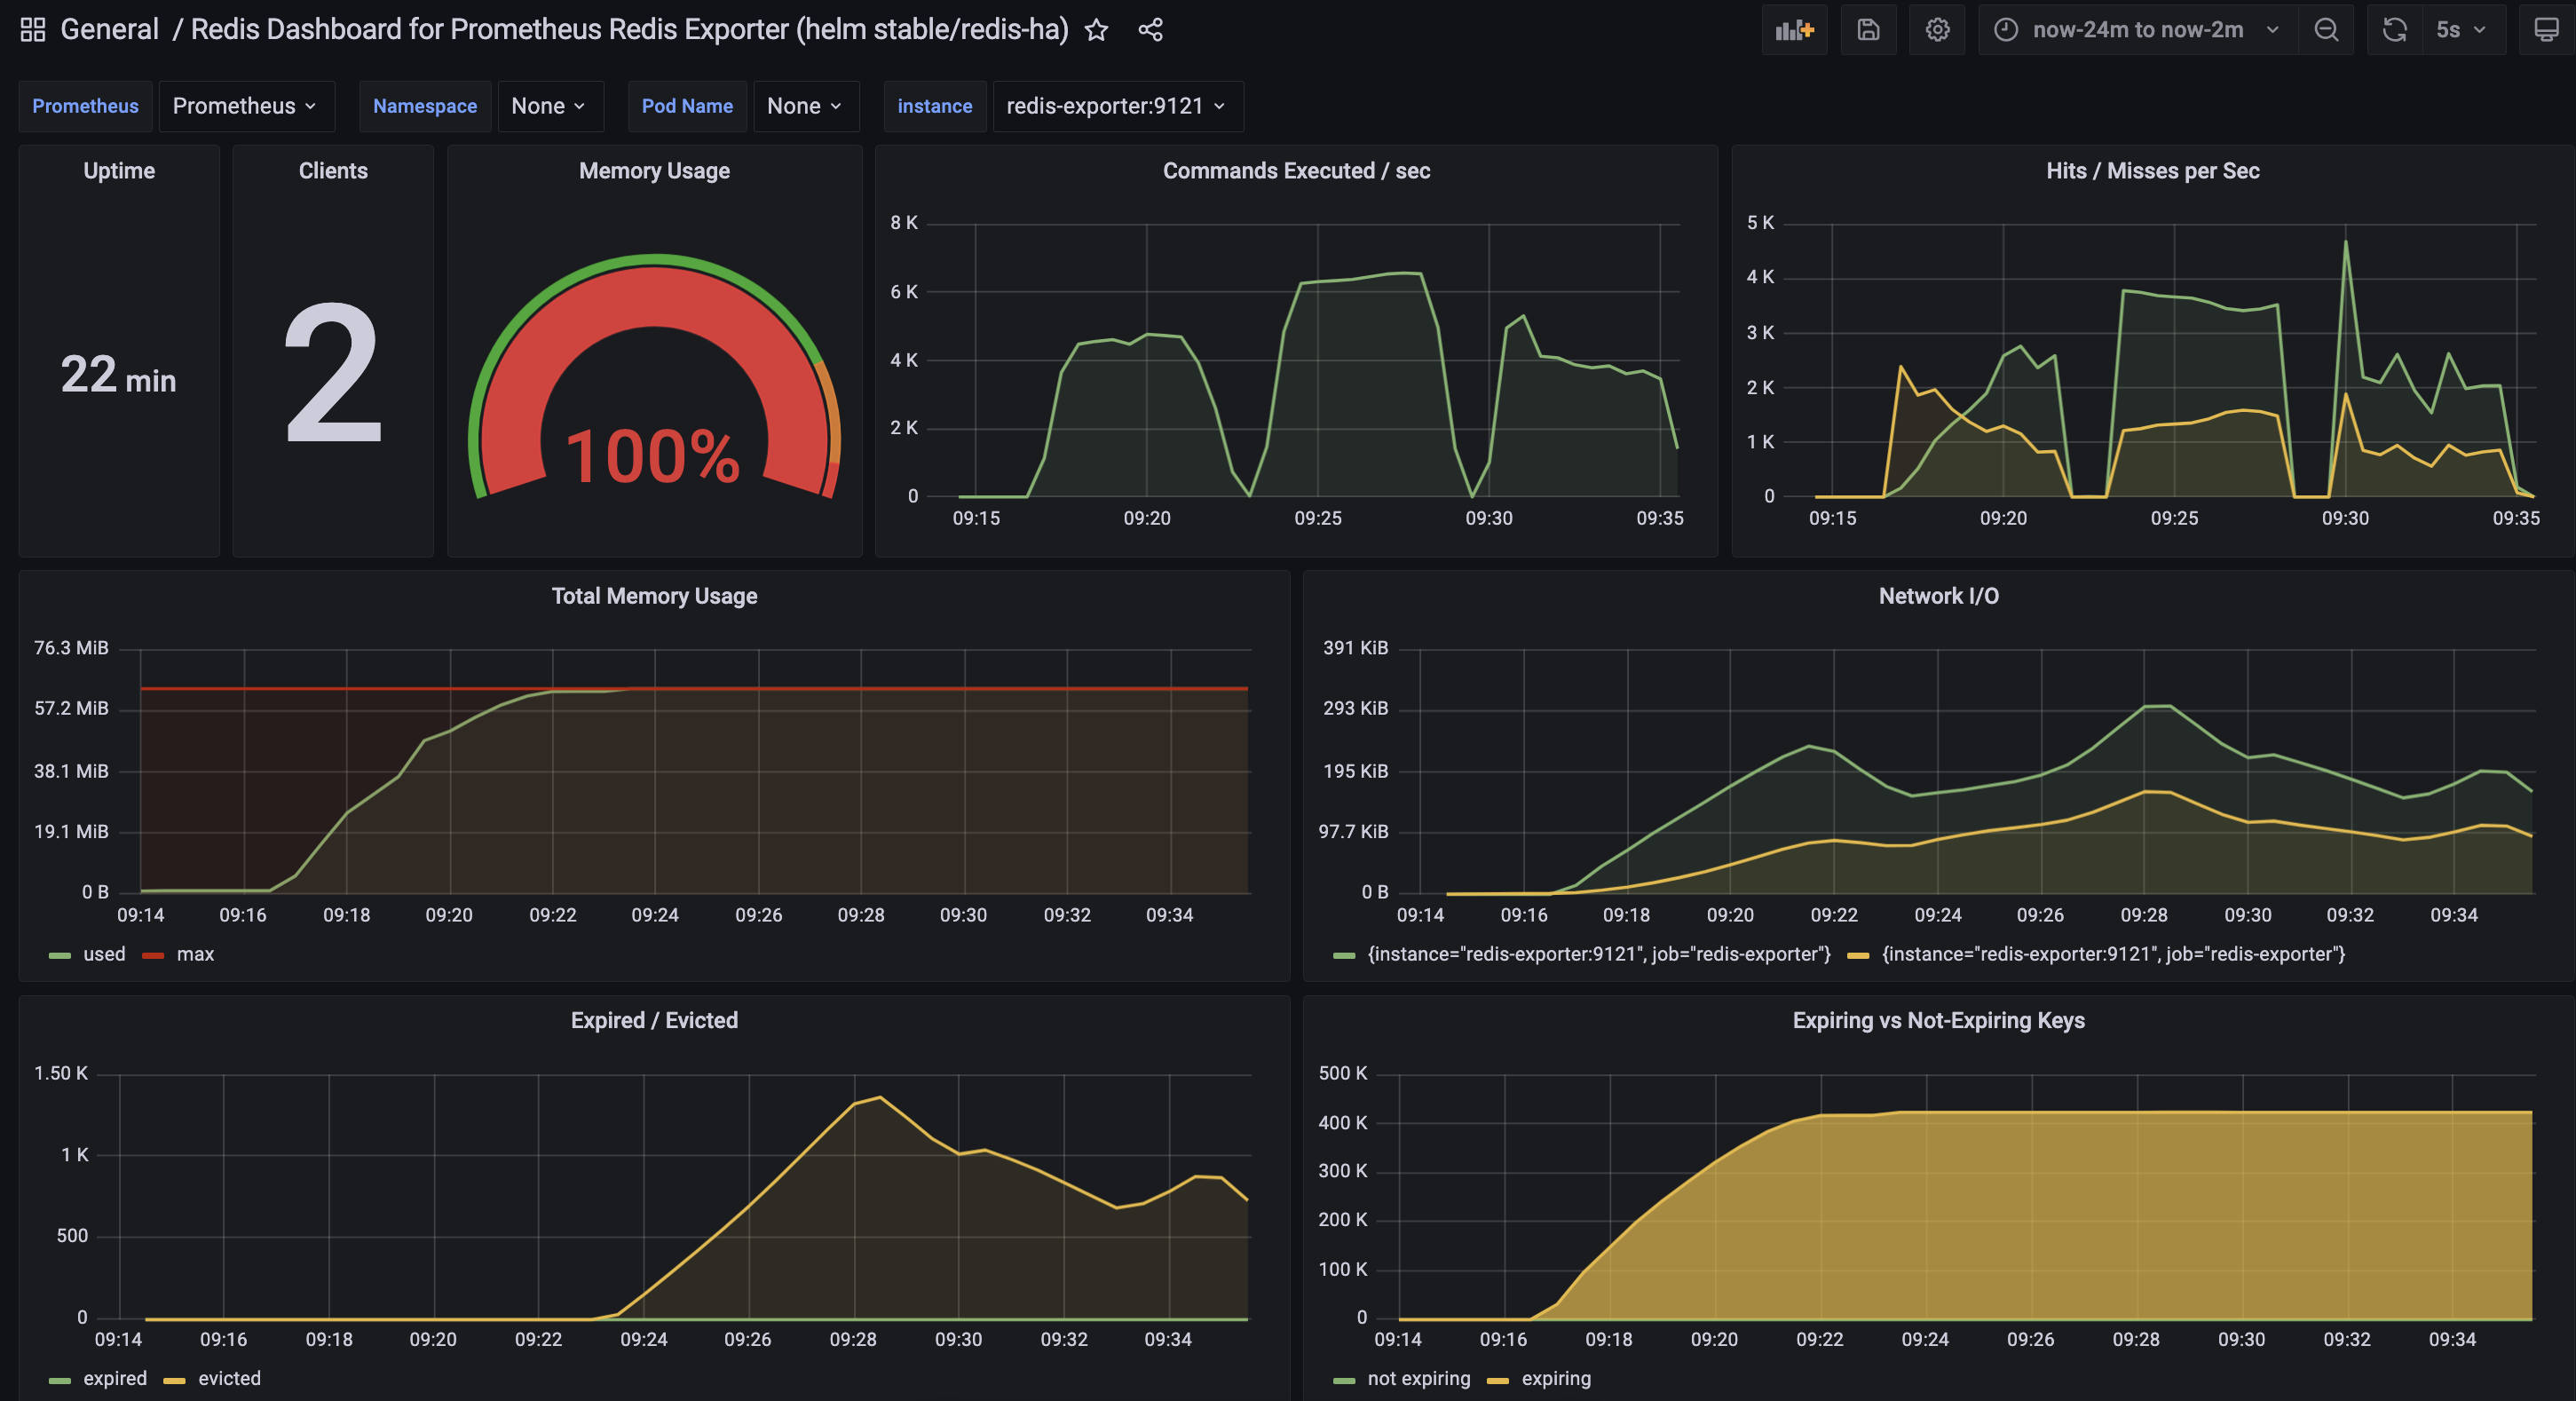 General / Redis Dashboard for Prometheus Redis Exporter (helm stable/redis-ha)
now-24m to now-2m
5s
Prometheus Prometheus Namespace None Pod Name None instance redis-exporter:9121
Uptime
22 min
Clients
2
Memory Usage
100%
Commands Executed / sec
8 K
6 K
4 K
2 K
0
09:15 09:20 09:25 09:30 09:35
Hits / Misses per Sec
5 K
4 K
3 K
2 K
1 K
0
09:15 09:20 09:25 09:30 09:35
Total Memory Usage
76.3 MiB
57.2 MiB
38.1 MiB
19.1 MiB
0 B
09:14 09:16 09:18 09:20 09:22 09:24 09:26 09:28 09:30 09:32 09:34
used max
Network I/O
391 KiB
293 KiB
195 KiB
97.7 KiB
0 B
09:14 09:16 09:18 09:20 09:22 09:24 09:26 09:28 09:30 09:32 09:34
{instance="redis-exporter:9121", job="redis-exporter"} {instance="redis-exporter:9121", job="redis-exporter"}
Expired / Evicted
1.50 K
1 K
500
0
09:14 09:16 09:18 09:20 09:22 09:24 09:26 09:28 09:30 09:32 09:34
expired evicted
Expiring vs Not-Expiring Keys
500 K
400 K
300 K
200 K
100 K
0
09:14 09:16 09:18 09:20 09:22 09:24 09:26 09:28 09:30 09:32 09:34
not expiring expiring